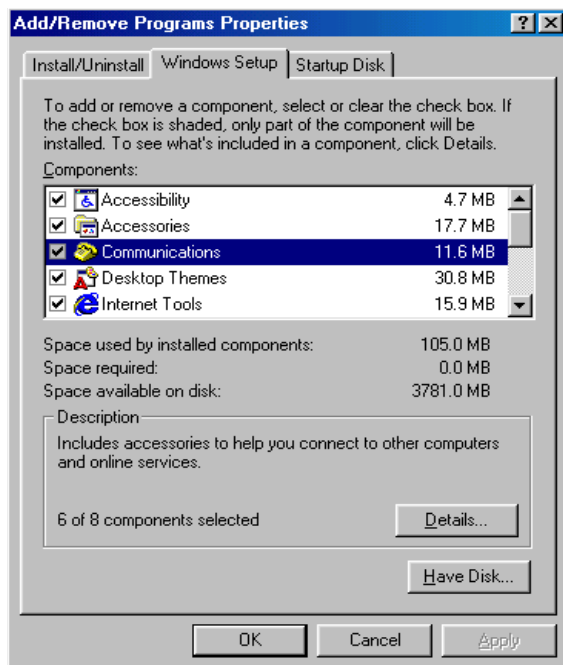 Add/Remove Programs Properties
Install/Uninstall Windows Setup Startup Disk
To add or remove a component, select or clear the check box. If
the check box is shaded, only part of the component will be
installed. To see what's included in a component, click Details.
Components:
Accessibility 4.7 MB
Accessories 17.7 MB
Communications 11.6 MB
Desktop Themes 30.8 MB
Internet Tools 15.9 MB
Space used by installed components: 105.0 MB
Space required: 0.0 MB
Space available on disk: 3781.0 MB
Description
Includes accessories to help you connect to other computers
and online services.
6 of 8 components selected Details...
Have Disk...
OK Cancel Apply